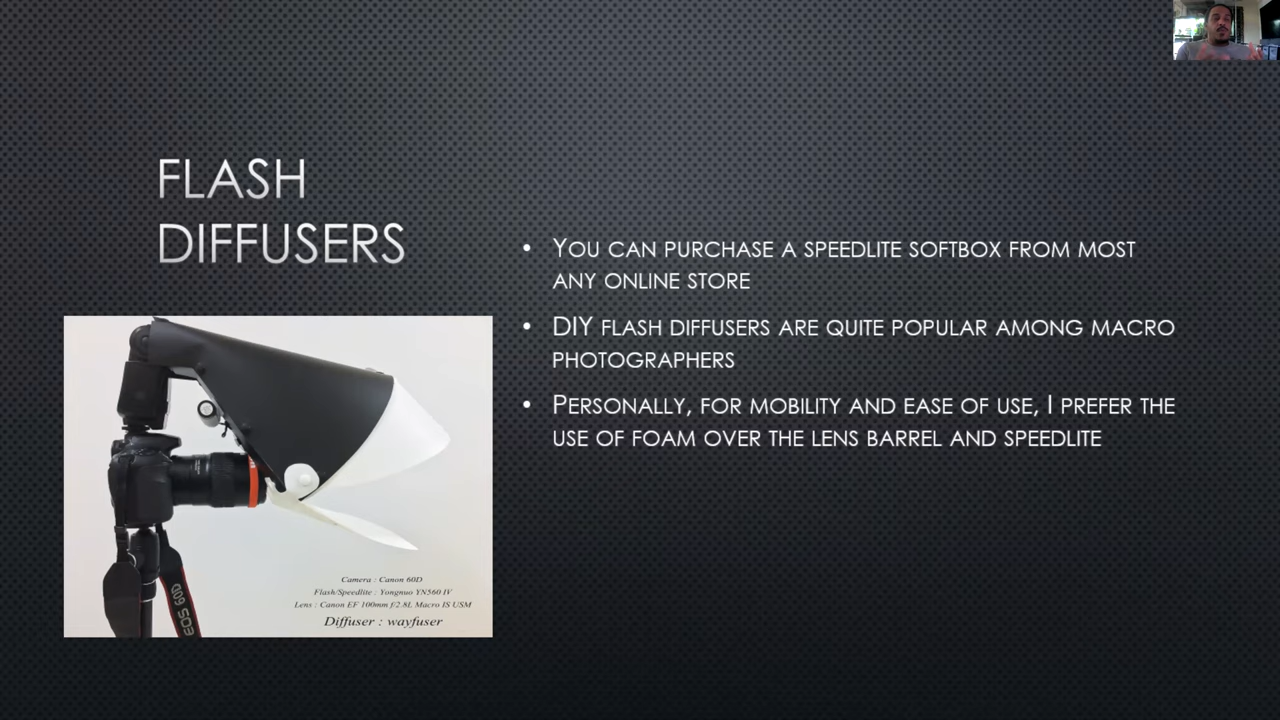 FLASH
DIFFUSERS
• YOU CAN PURCHASE A SPEEDLITE SOFTBOX FROM MOST
ANY ONLINE STORE
• DIY FLASH DIFFUSERS ARE QUITE POPULAR AMONG MACRO
PHOTOGRAPHERS
• PERSONALLY, FOR MOBILITY AND EASE OF USE, I PREFER THE
USE OF FOAM OVER THE LENS BARREL AND SPEEDLITE
EOS 60D
Camera : Canon 60D
Flash/Speedlite : Yongnuo YN560 IV
Lens : Canon EF 100mm f/2.8L Macro IS USM
Diffuser : wayfuser